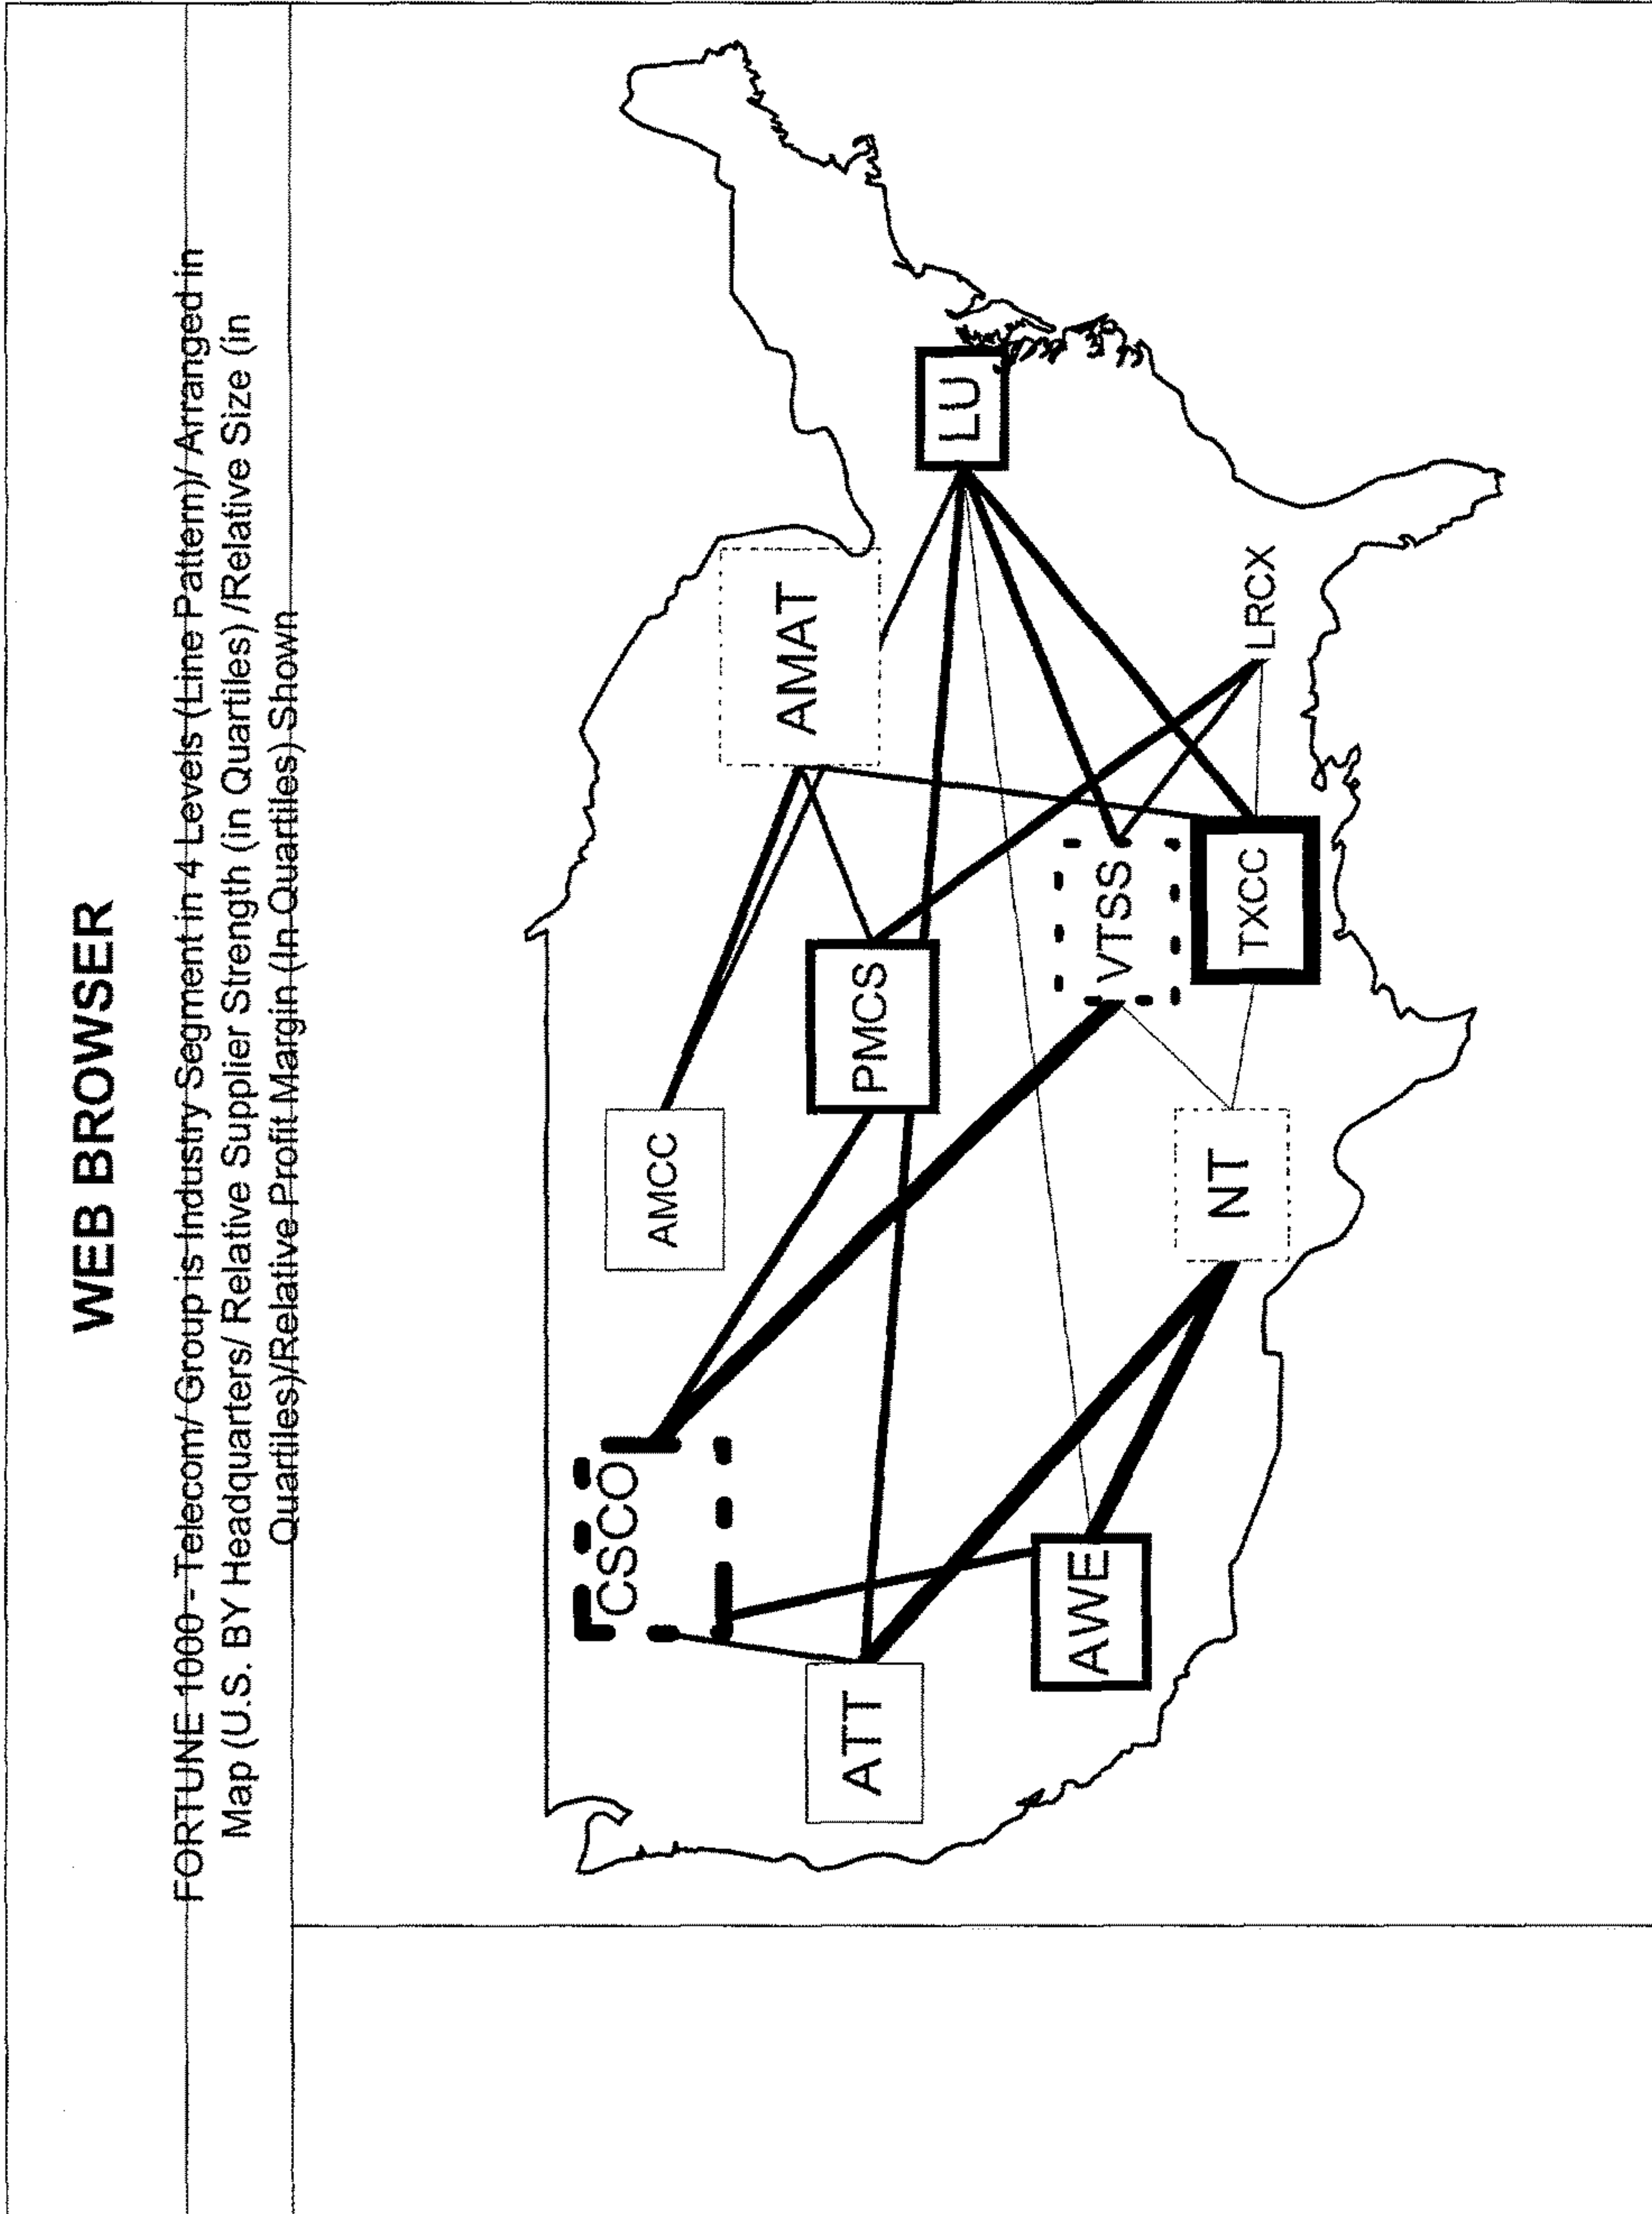 WEB BROWSER
FORTUNE 1000 - Telecom/ Group is Industry Segment in 4 Levels (Line Pattern)/ Arranged in
Map (U.S. BY Headquarters/ Relative Supplier Strength (in Quartiles) /Relative Size (in
Quartiles)/Relative Profit Margin (In Quartiles) Shown
CSCO
AMCC
AMAT
ATT
PMCS
LU
AWE
VTSS
NT
TXCC
LRCX